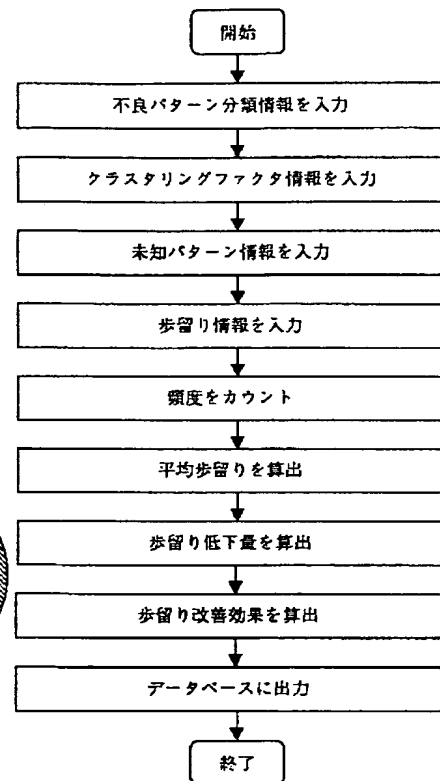 開始
不良パターン分類情報を入力
クラスタリングファクタ情報を入力
未知パターン情報を入力
歩留り情報を入力
頻度をカウント
平均歩留りを算出
歩留り低下量を算出
歩留り改善効果を算出
データベースに出力
終了